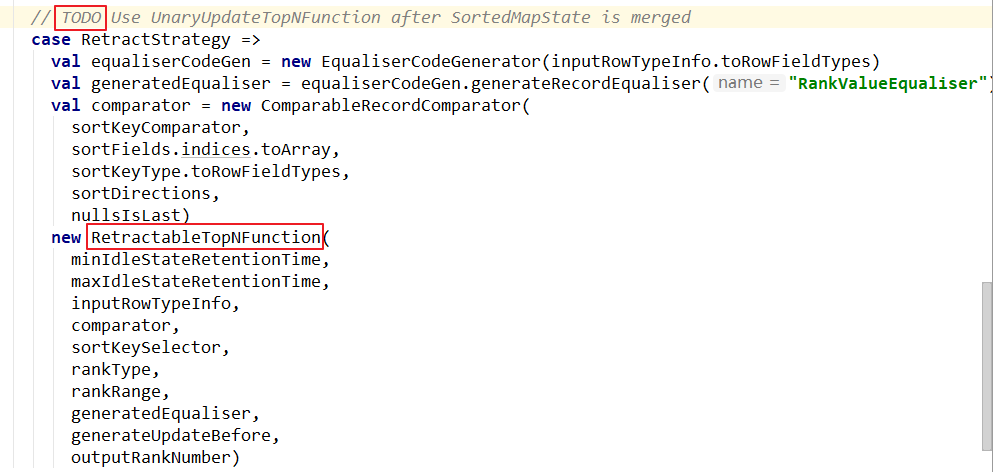 // TODO Use UnaryUpdateTopNFunction after SortedMapState is merged
case RetractStrategy =>
val equaliserCodeGen = new EqualiserCodeGenerator(inputRowTypeInfo.toRowFieldTypes)
val generatedEqualiser = equaliserCodeGen.generateRecordEqualiser( name = "RankValueEqualiser")
val comparator = new ComparableRecordComparator(
sortKeyComparator,
sortFields.indices.toArray,
sortKeyType.toRowFieldTypes,
sortDirections,
nullsIsLast)
new RetractableTopNFunction(
minIdleStateRetentionTime,
maxIdleStateRetentionTime,
inputRowTypeInfo,
comparator,
sortKeySelector,
rankType,
rankRange,
generatedEqualiser,
generateUpdateBefore,
outputRankNumber)